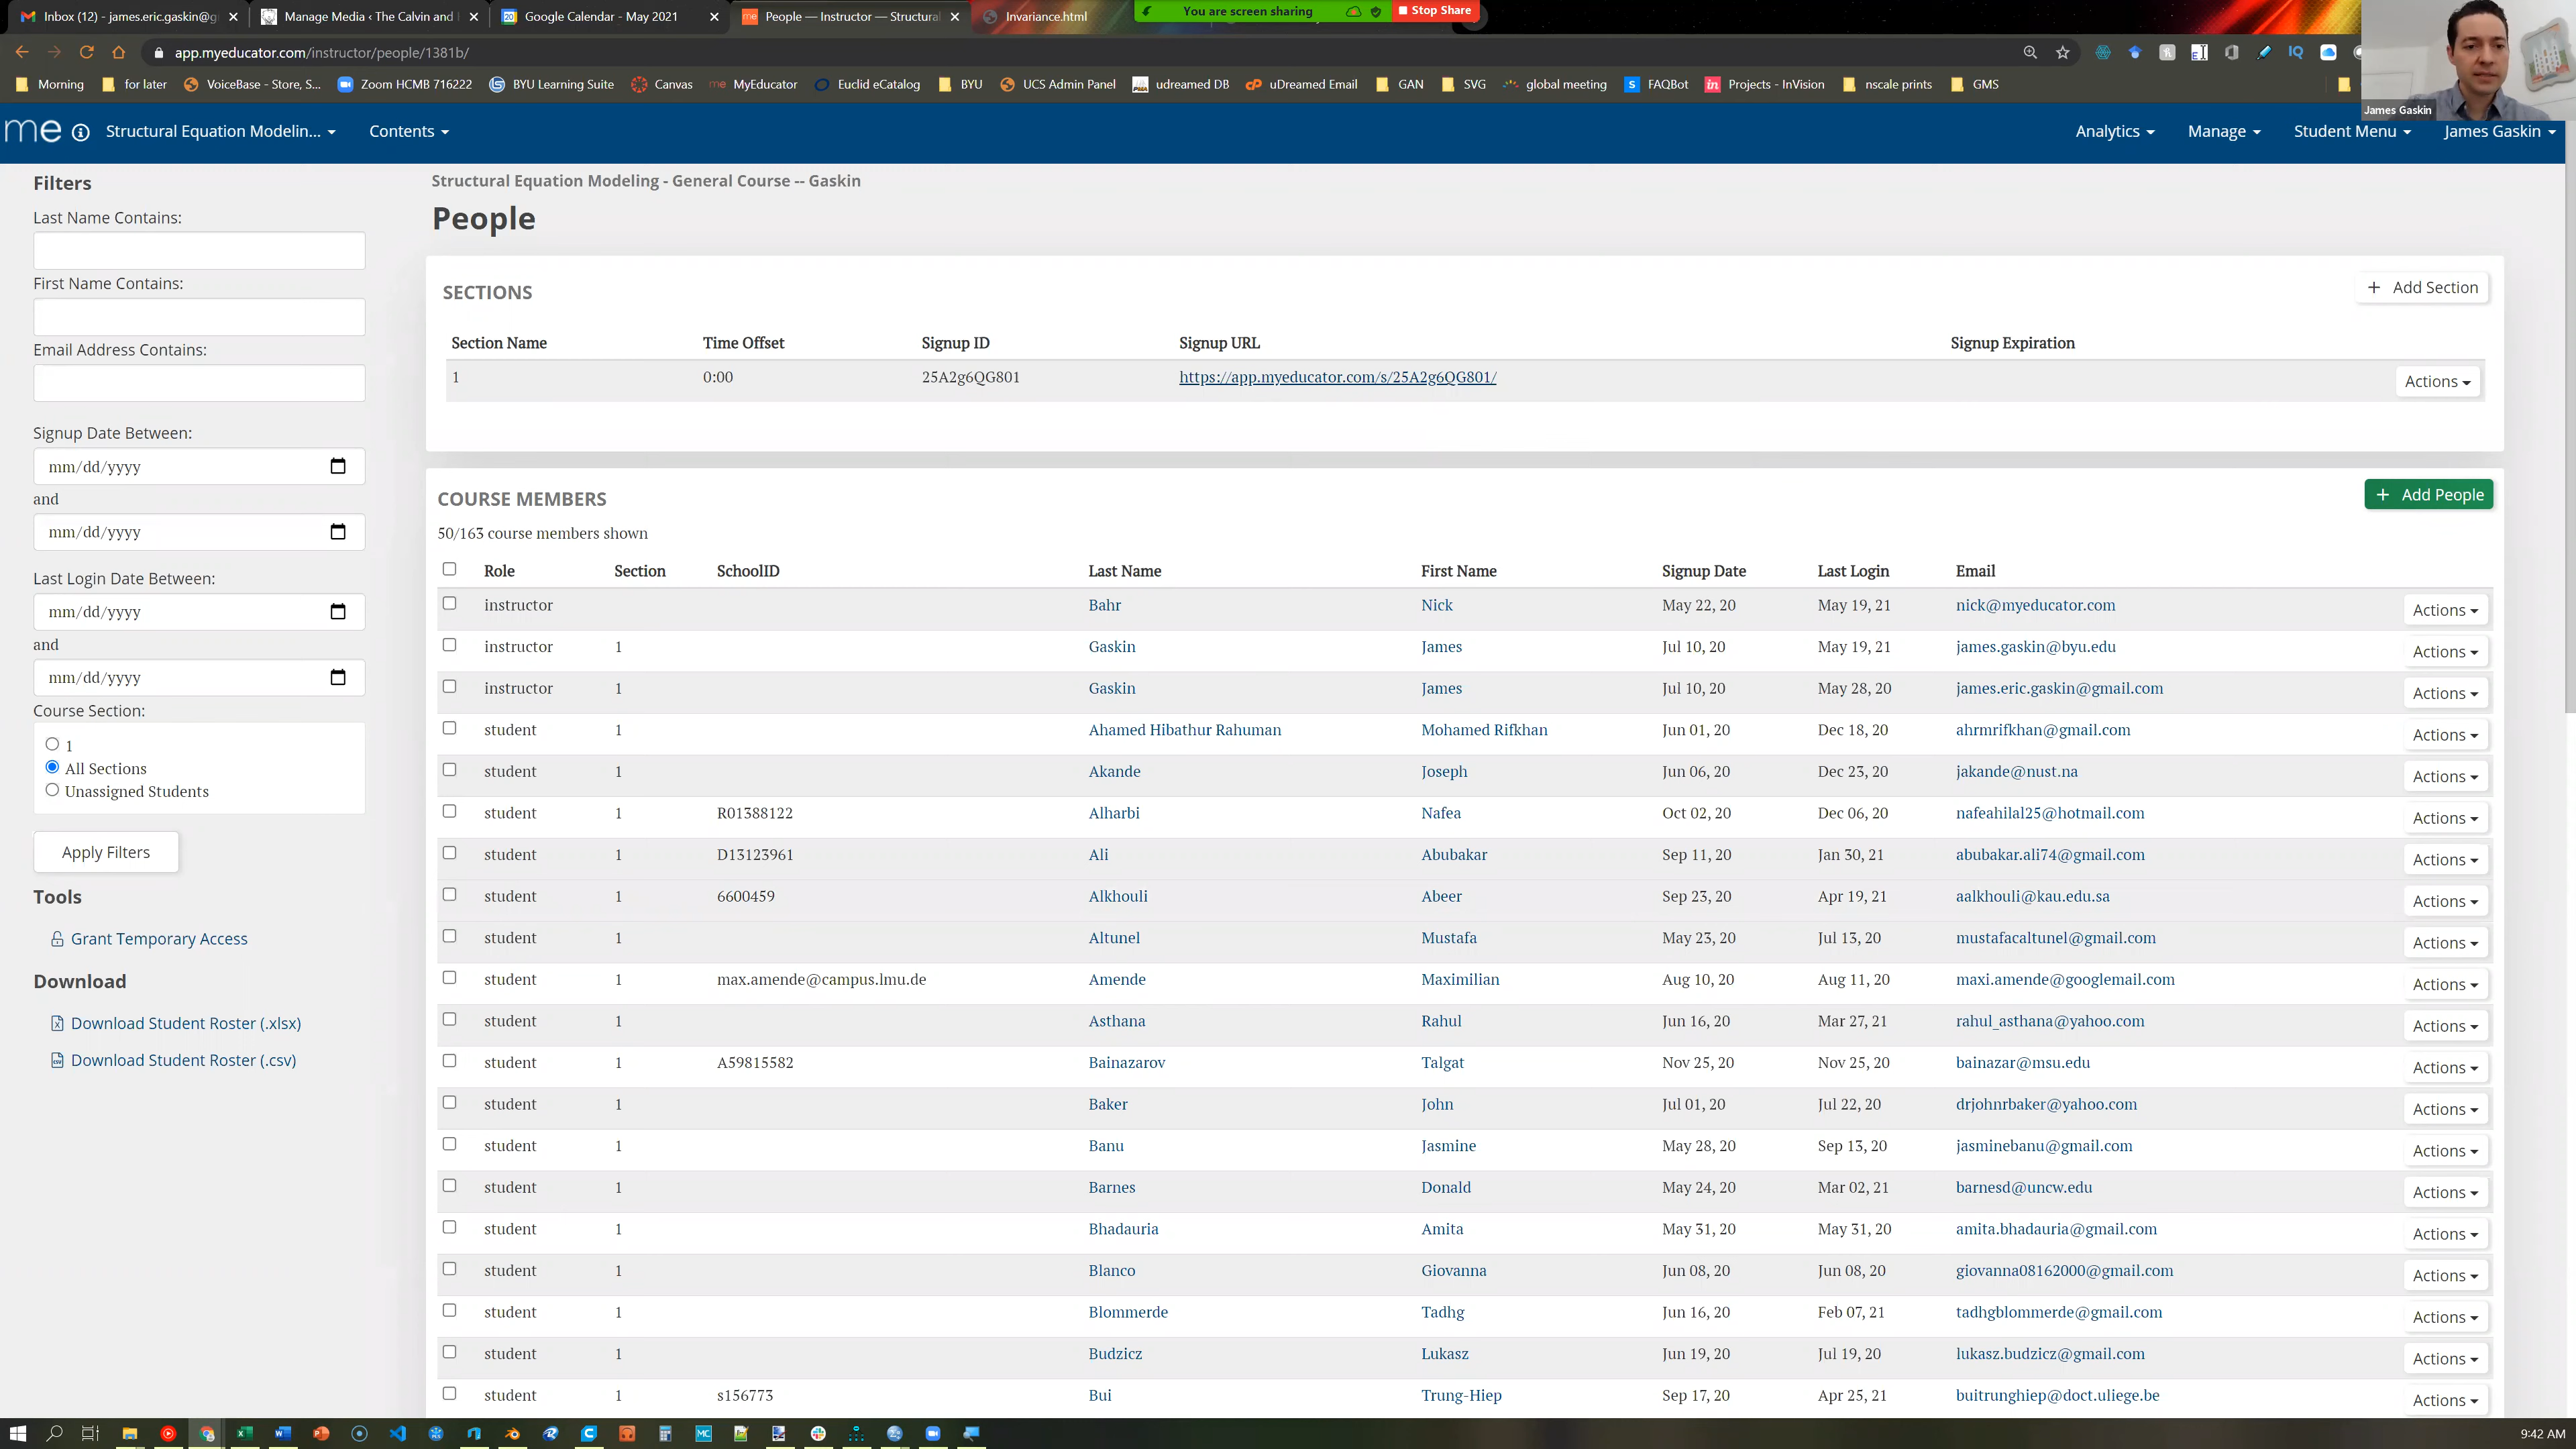 Inbox (12) - james.eric.gaskin@g
Manage Media ‹ The Calvin and
Google Calendar - May 2021
me People — Instructor — Structural
Invariance.html
You are screen sharing
Stop Share
app.myeducator.com/instructor/people/1381b/
Morning
for later
VoiceBase - Store, S...
Zoom HCMB 716222
BYU Learning Suite
Canvas
me MyEducator
Euclid eCatalog
BYU
UCS Admin Panel
udreamed DB
uDreamed Email
GAN
SVG
global meeting
FAQBot
Projects - InVision
nscale prints
GMS
James Gaskin
me Structural Equation Modelin... Contents
Analytics Manage Student Menu James Gaskin
Filters
Last Name Contains:
First Name Contains:
Email Address Contains:
Signup Date Between:
mm/dd/yyyy
and
mm/dd/yyyy
Last Login Date Between:
mm/dd/yyyy
and
mm/dd/yyyy
Course Section:
1
All Sections
Unassigned Students
Apply Filters
Tools
Grant Temporary Access
Download
Download Student Roster (.xlsx)
Download Student Roster (.csv)
Structural Equation Modeling - General Course -- Gaskin
People
SECTIONS
+ Add Section
Section Name Time Offset Signup ID Signup URL Signup Expiration
1 0:00 25A2g6QG801 https://app.myeducator.com/s/25A2g6QG801/ Actions
COURSE MEMBERS
+ Add People
50/163 course members shown
Role Section SchoolID Last Name First Name Signup Date Last Login Email
instructor Bahr Nick May 22, 20 May 19, 21 nick@myeducator.com Actions
instructor 1 Gaskin James Jul 10, 20 May 19, 21 james.gaskin@byu.edu Actions
instructor 1 Gaskin James Jul 10, 20 May 28, 20 james.eric.gaskin@gmail.com Actions
student 1 Ahamed Hibathur Rahuman Mohamed Rifkhan Jun 01, 20 Dec 18, 20 ahrmrifkhan@gmail.com Actions
student 1 Akande Joseph Jun 06, 20 Dec 23, 20 jakande@nust.na Actions
student 1 R01388122 Alharbi Nafea Oct 02, 20 Dec 06, 20 nafeahilal25@hotmail.com Actions
student 1 D13123961 Ali Abubakar Sep 11, 20 Jan 30, 21 abubakar.ali74@gmail.com Actions
student 1 6600459 Alkhouli Abeer Sep 23, 20 Apr 19, 21 aalkhouli@kau.edu.sa Actions
student 1 Altunel Mustafa May 23, 20 Jul 13, 20 mustafacaltunel@gmail.com Actions
student 1 max.amende@campus.lmu.de Amende Maximilian Aug 10, 20 Aug 11, 20 maxi.amende@googlemail.com Actions
student 1 Asthana Rahul Jun 16, 20 Mar 27, 21 rahul_asthana@yahoo.com Actions
student 1 A59815582 Bainazarov Talgat Nov 25, 20 Nov 25, 20 bainazar@msu.edu Actions
student 1 Baker John Jul 01, 20 Jul 22, 20 drjohnrbaker@yahoo.com Actions
student 1 Banu Jasmine May 28, 20 Sep 13, 20 jasminebanu@gmail.com Actions
student 1 Barnes Donald May 24, 20 Mar 02, 21 barnesd@uncw.edu Actions
student 1 Bhadauria Amita May 31, 20 May 31, 20 amita.bhadauria@gmail.com Actions
student 1 Blanco Giovanna Jun 08, 20 Jun 08, 20 giovanna08162000@gmail.com Actions
student 1 Blommerde Tadhg Jun 16, 20 Feb 07, 21 tadhgblommerde@gmail.com Actions
student 1 Budzicz Lukasz Jun 19, 20 Jul 19, 20 lukasz.budzicz@gmail.com Actions
student 1 s156773 Bui Trung-Hiep Sep 17, 20 Apr 25, 21 buitrunghiep@doct.uliege.be Actions
9:42 AM